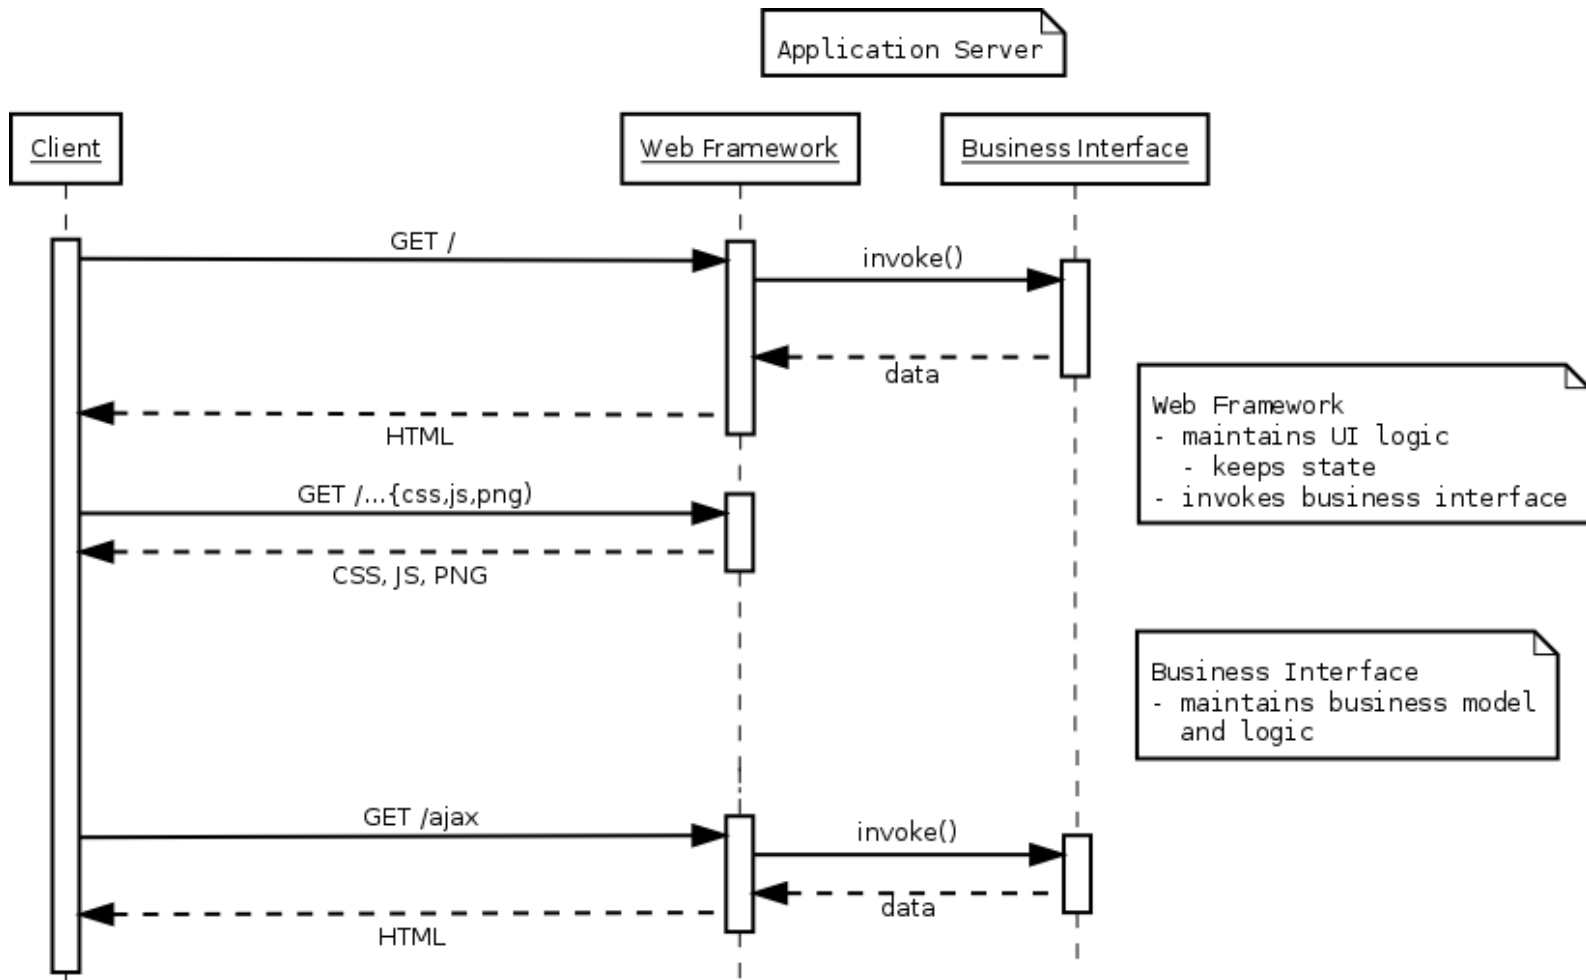 Application Server
Client
Web Framework
Business Interface
GET /
invoke()
data
HTML
Web Framework
- maintains UI logic
- keeps state
- invokes business interface
GET /...{css,js,png)
CSS, JS, PNG
Business Interface
- maintains business model
and logic
GET /ajax
invoke()
data
HTML